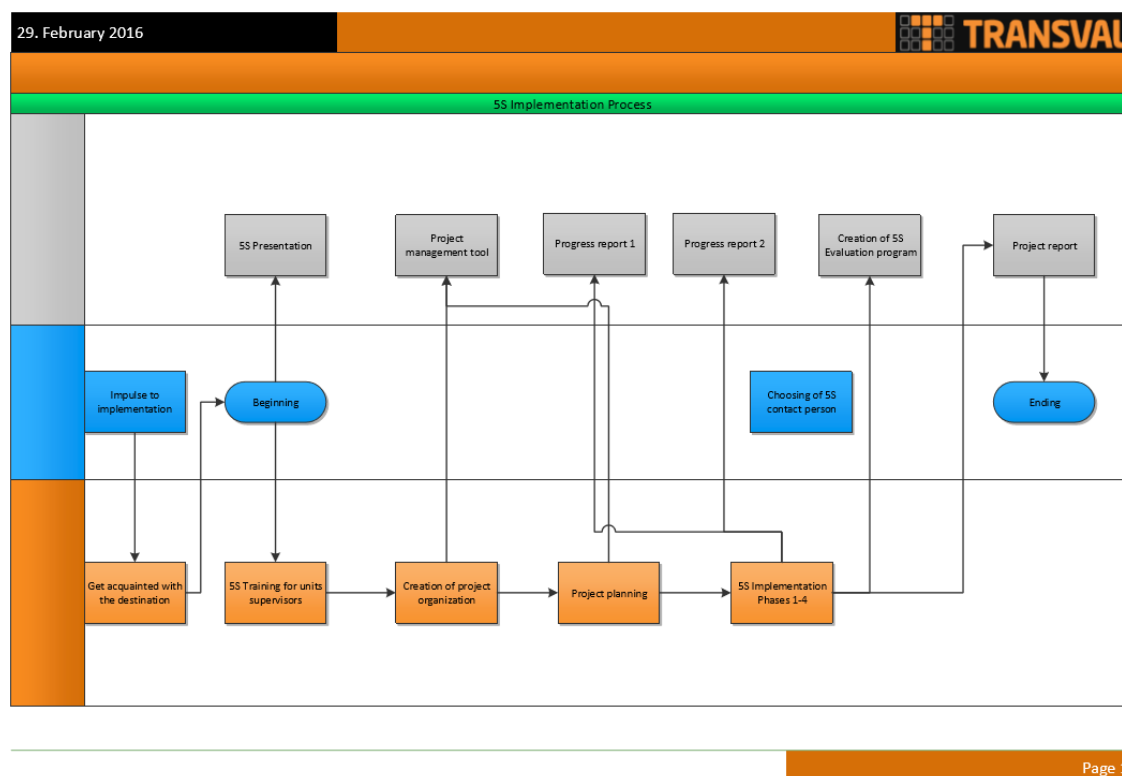 29. February 2016
TRANSVAL
5S Implementation Process
5S Presentation
Project
management tool
Progress report 1
Progress report 2
Creation of 5S
Evaluation program
Project report
Impulse to
implementation
Beginning
Choosing of 5S
contact person
Ending
Get acquainted with
the destination
5S Training for units
supervisors
Creation of project
organization
Project planning
5S Implementation
Phases 1-4
Page